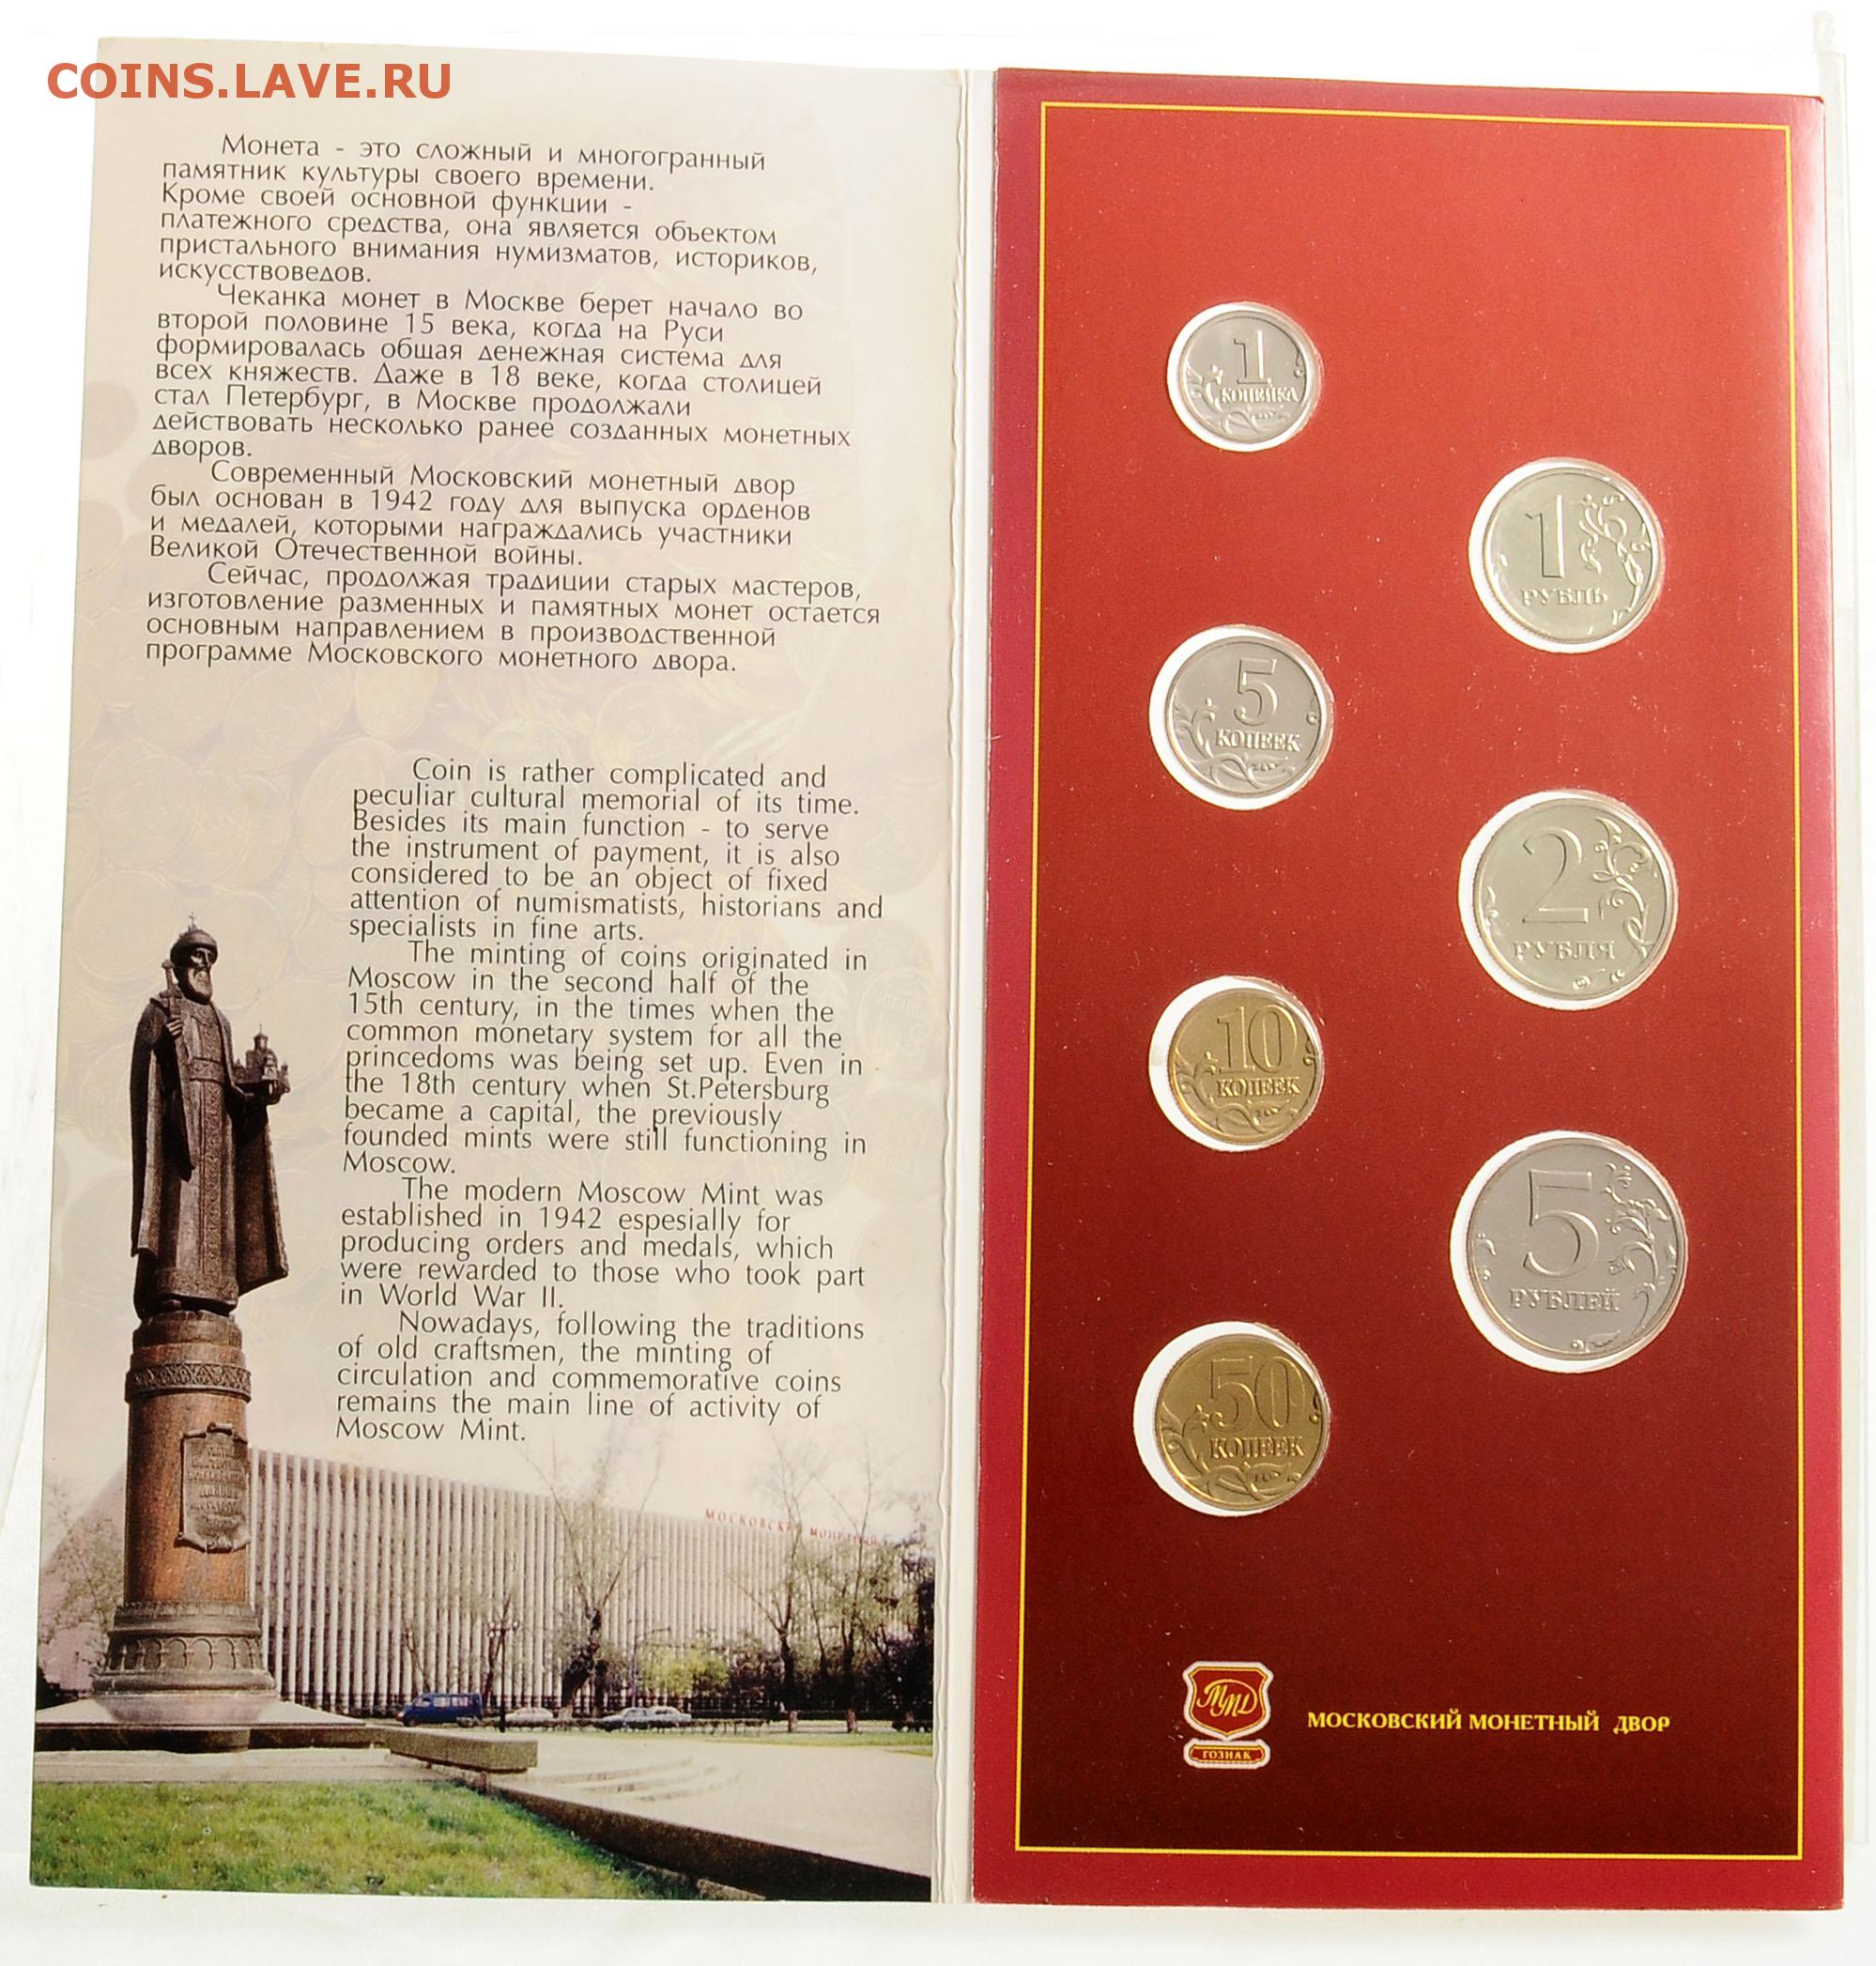 COINS.LAVE.RU
Монета - это сложный и многогранный
памятник культуры своего времени.
Кроме своей основной функции -
платежного средства, она является объектом
пристального внимания нумизматов, историков,
искусствоведов.
Чеканка монет в Москве берет начало во
второй половине 15 века, когда на Руси
формировалась общая денежная система для
всех княжеств. Даже в 18 веке, когда столицей
стал Петербург, в Москве продолжали
действовать несколько ранее созданных монетных
дворов.
Современный Московский монетный двор
был основан в 1942 году для выпуска орденов
и медалей, которыми награждались участники
Великой Отечественной войны.
Сейчас, продолжая традиции старых мастеров,
изготовление разменных и памятных монет остается
основным направлением в производственной
программе Московского монетного двора.
Coin is rather complicated and
peculiar cultural memorial of its time.
Besides its main function - to serve
the instrument of payment, it is also
considered to be an object of fixed
attention of numismatists, historians and
specialists in fine arts.
The minting of coins originated in
Moscow in the second half of the
15th century, in the times when the
common monetary system for all the
princedoms was being set up. Even in
the 18th century when St.Petersburg
became a capital, the previously
founded mints were still functioning in
Moscow.
The modern Moscow Mint was
established in 1942 espesially for
producing orders and medals, which
were rewarded to those who took part
in World War II.
Nowadays, following the traditions
of old craftsmen, the minting of
circulation and commemorative coins
remains the main line of activity of
Moscow Mint.
1
КОПЕЙКА
1
РУБЛЬ
5
КОПЕЕК
2
РУБЛЯ
10
КОПЕЕК
5
РУБЛЕЙ
50
КОПЕЕК
ММД
ГОЗНАК
МОСКОВСКИЙ МОНЕТНЫЙ ДВОР